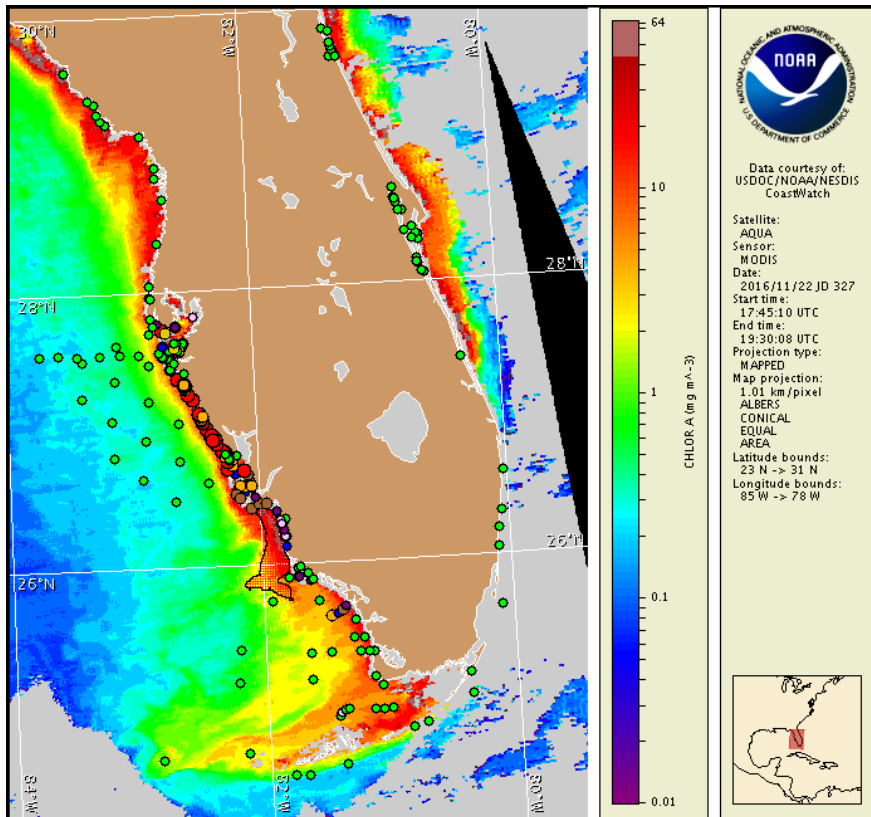 30°N
82°W
80°W
28°N
28°N
26°N
26°N
84°W
82°W
80°W
64
10
1
0.1
0.01
CHLOR A (mg m^-3)
NATIONAL OCEANIC AND ATMOSPHERIC ADMINISTRATION
NOAA
U.S. DEPARTMENT OF COMMERCE
Data courtesy of:
USDOC/NOAA/NESDIS
CoastWatch
Satellite:
AQUA
Sensor:
MODIS
Date:
2016/11/22 JD 327
Start time:
17:45:10 UTC
End time:
19:30:08 UTC
Projection type:
MAPPED
Map projection:
1.01 km/pixel
ALBERS
CONICAL
EQUAL
AREA
Latitude bounds:
23 N -> 31 N
Longitude bounds:
85 W -> 78 W